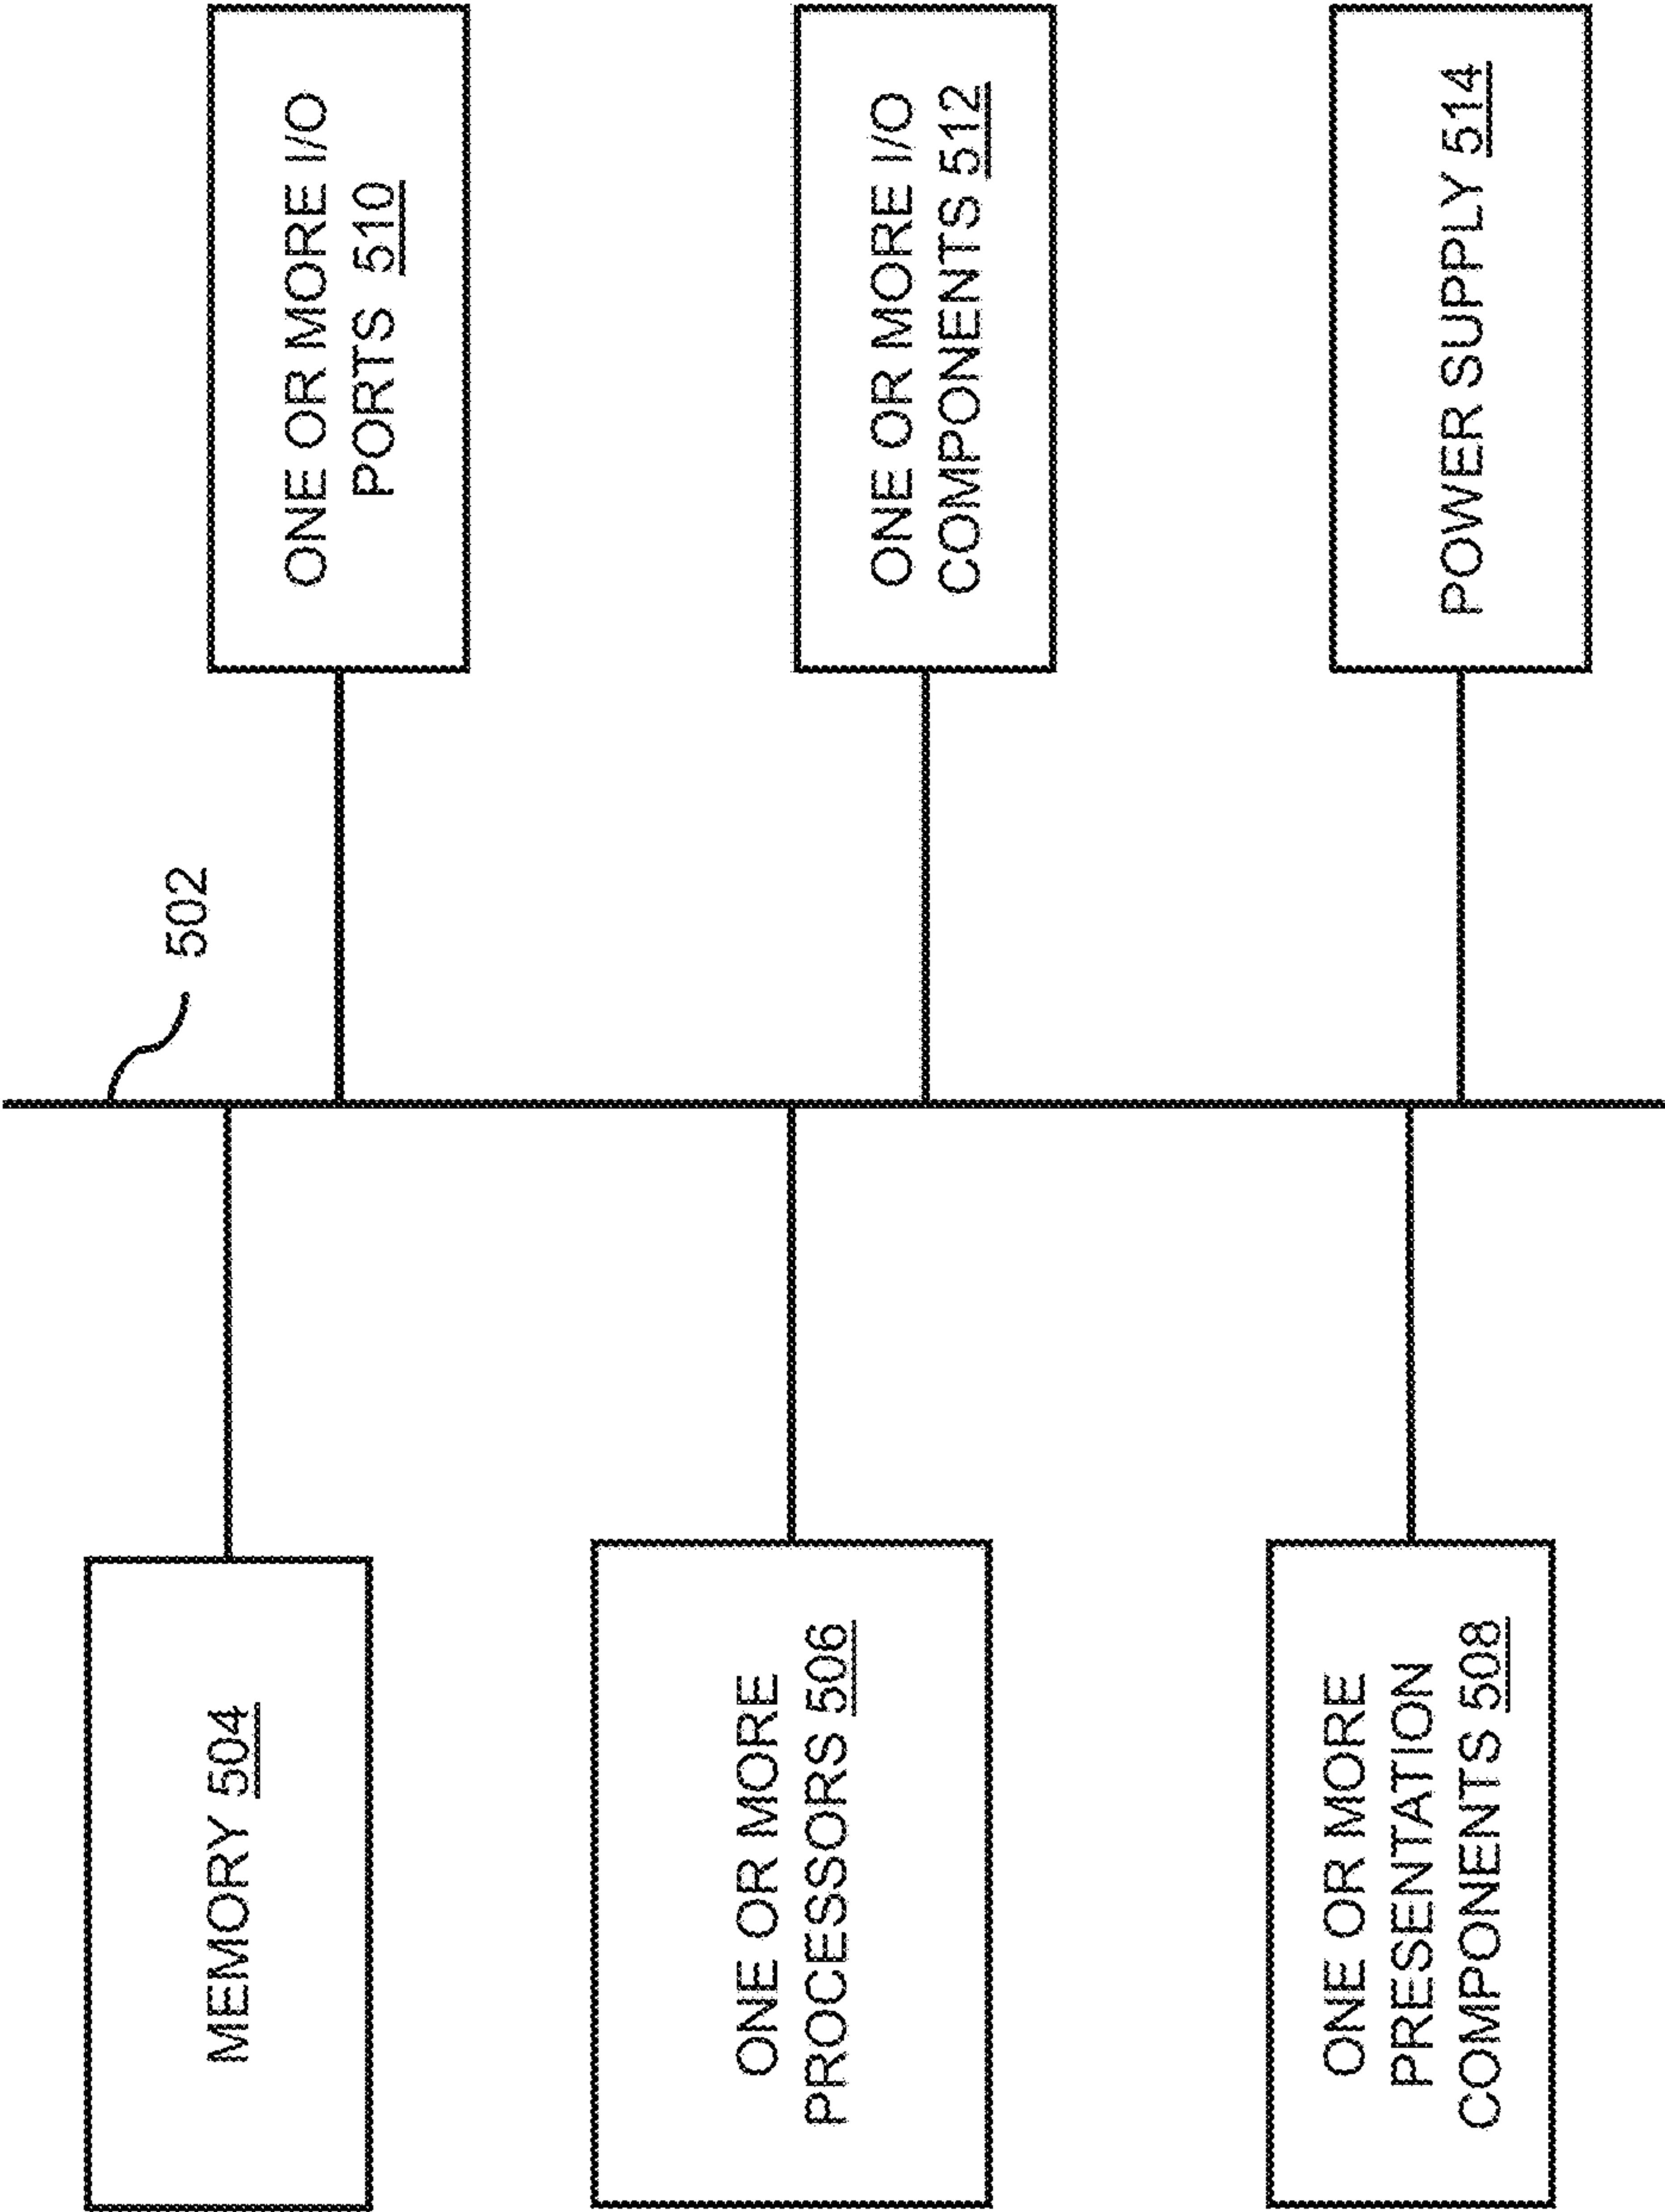 502
MEMORY 504
ONE OR MORE
PROCESSORS 506
ONE OR MORE
PRESENTATION
COMPONENTS 508
ONE OR MORE I/O
PORTS 510
ONE OR MORE I/O
COMPONENTS 512
POWER SUPPLY 514